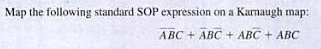 Map the following standard SOP expression on a Karnaugh map:
A̅BC + A̅BC̅ + ABC̅ + ABC